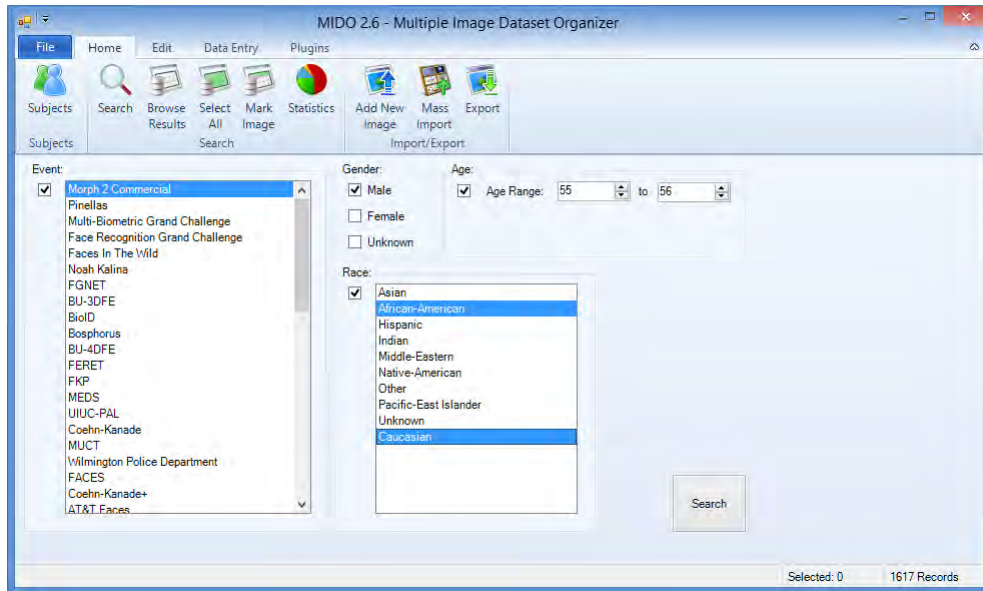 MIDO 2.6 - Multiple Image Dataset Organizer
File Home Edit Data Entry Plugins
Subjects Search Browse Results Select All Mark Image Statistics Add New Image Mass Import Export
Subjects Search Import/Export
Event:
Morph 2 Commercial
Pinellas
Multi-Biometric Grand Challenge
Face Recognition Grand Challenge
Faces In The Wild
Noah Kalina
FGNET
BU-3DFE
BioID
Bosphorus
BU-4DFE
FERET
FKP
MEDS
UIUC-PAL
Coehn-Kanade
MUCT
Wilmington Police Department
FACES
Coehn-Kanade+
AT&T Faces
Gender:
Male
Female
Unknown
Age:
Age Range: 55 to 56
Race:
Asian
African-American
Hispanic
Indian
Middle-Eastern
Native-American
Other
Pacific-East Islander
Unknown
Caucasian
Search
Selected: 0 1617 Records